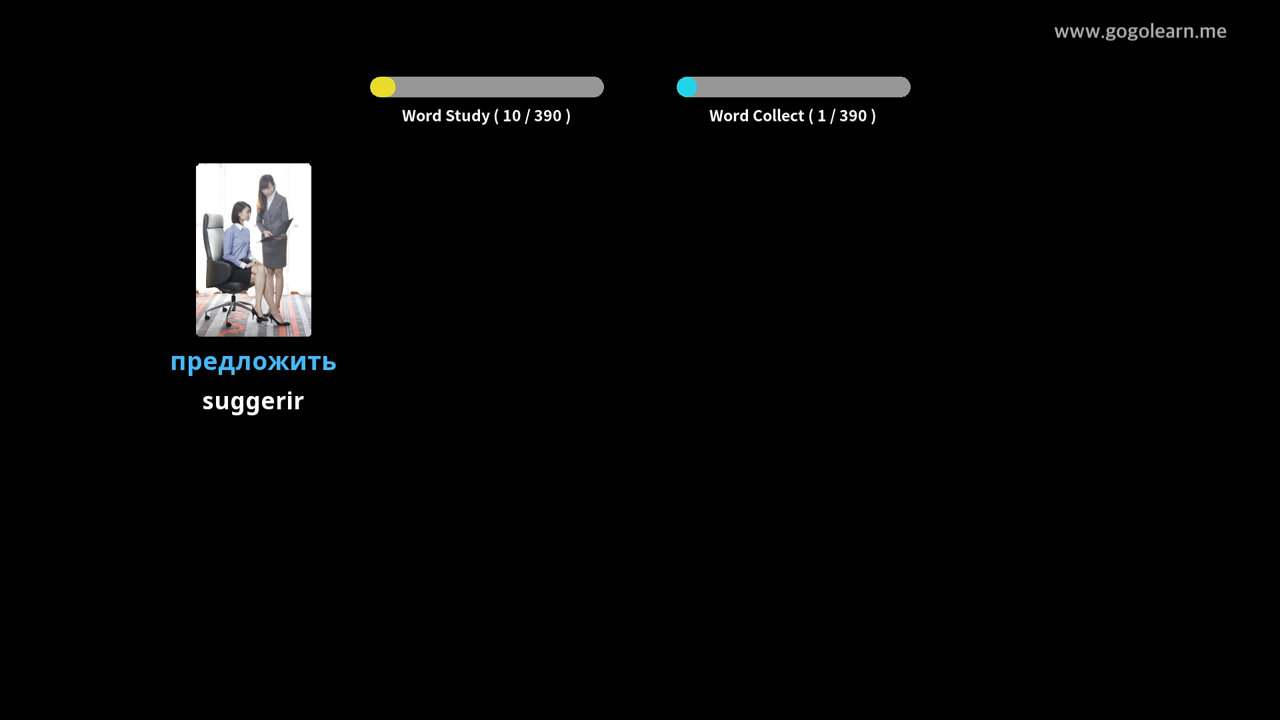 www.gogolearn.me
Word Study ( 10 / 390 )
Word Collect ( 1 / 390 )
предложить
suggerir